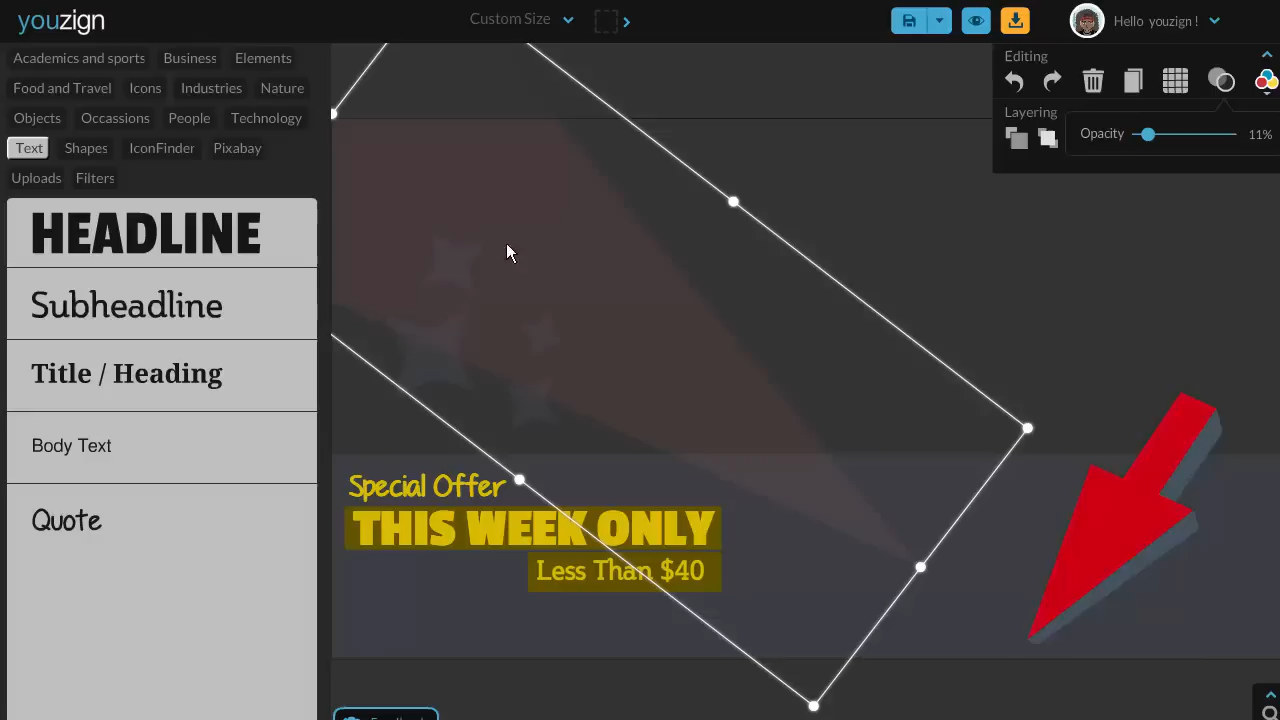 youzign
Custom Size
Hello youzign !
Academics and sports Business Elements
Food and Travel Icons Industries Nature
Objects Occassions People Technology
Text Shapes IconFinder Pixabay
Uploads Filters
HEADLINE
Subheadline
Title / Heading
Body Text
Quote
Editing
Layering
Opacity 11%
Special Offer
THIS WEEK ONLY
Less Than $40